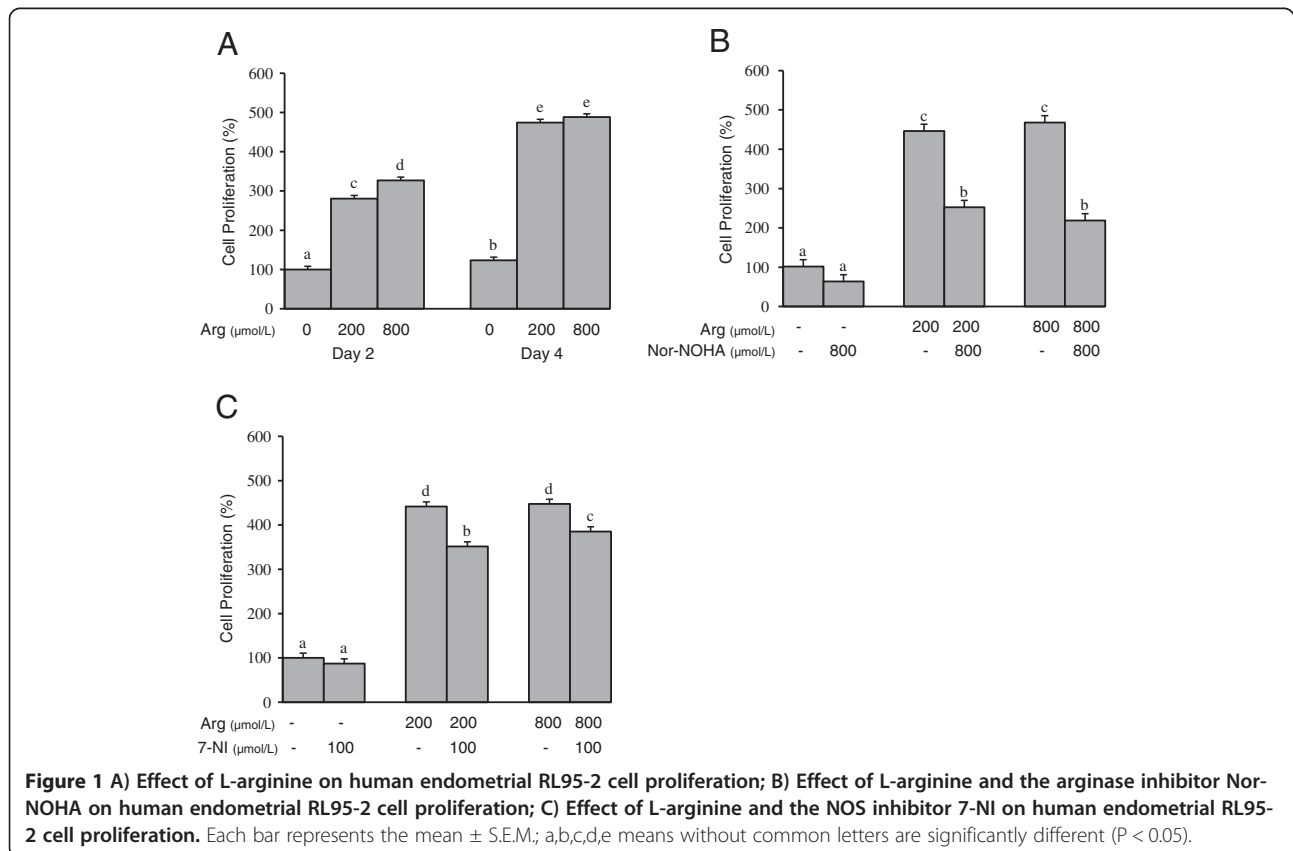 A
Cell Proliferation (%)
600
500
400
300
200
100
0
a
c
d
b
e
e
Arg (µmol/L) 0 200 800 0 200 800
Day 2 Day 4
B
Cell Proliferation (%)
600
500
400
300
200
100
0
a
a
c
b
c
b
Arg (µmol/L) - - 200 200 800 800
Nor-NOHA (µmol/L) - 800 - 800 - 800
C
Cell Proliferation (%)
600
500
400
300
200
100
0
a
a
d
b
d
c
Arg (µmol/L) - - 200 200 800 800
7-NI (µmol/L) - 100 - 100 - 100
Figure 1 A) Effect of L-arginine on human endometrial RL95-2 cell proliferation; B) Effect of L-arginine and the arginase inhibitor Nor-
NOHA on human endometrial RL95-2 cell proliferation; C) Effect of L-arginine and the NOS inhibitor 7-NI on human endometrial RL95-
2 cell proliferation. Each bar represents the mean ± S.E.M.; a,b,c,d,e means without common letters are significantly different (P < 0.05).